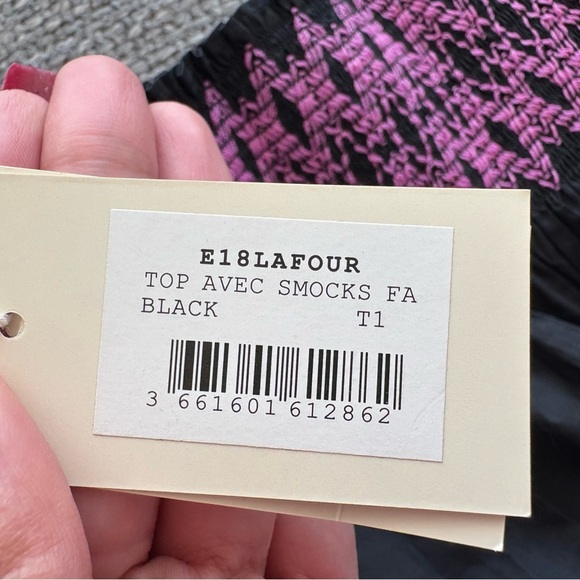 E18LAFOUR
TOP AVEC SMOCKS FA
BLACK T1
3 661601 612862